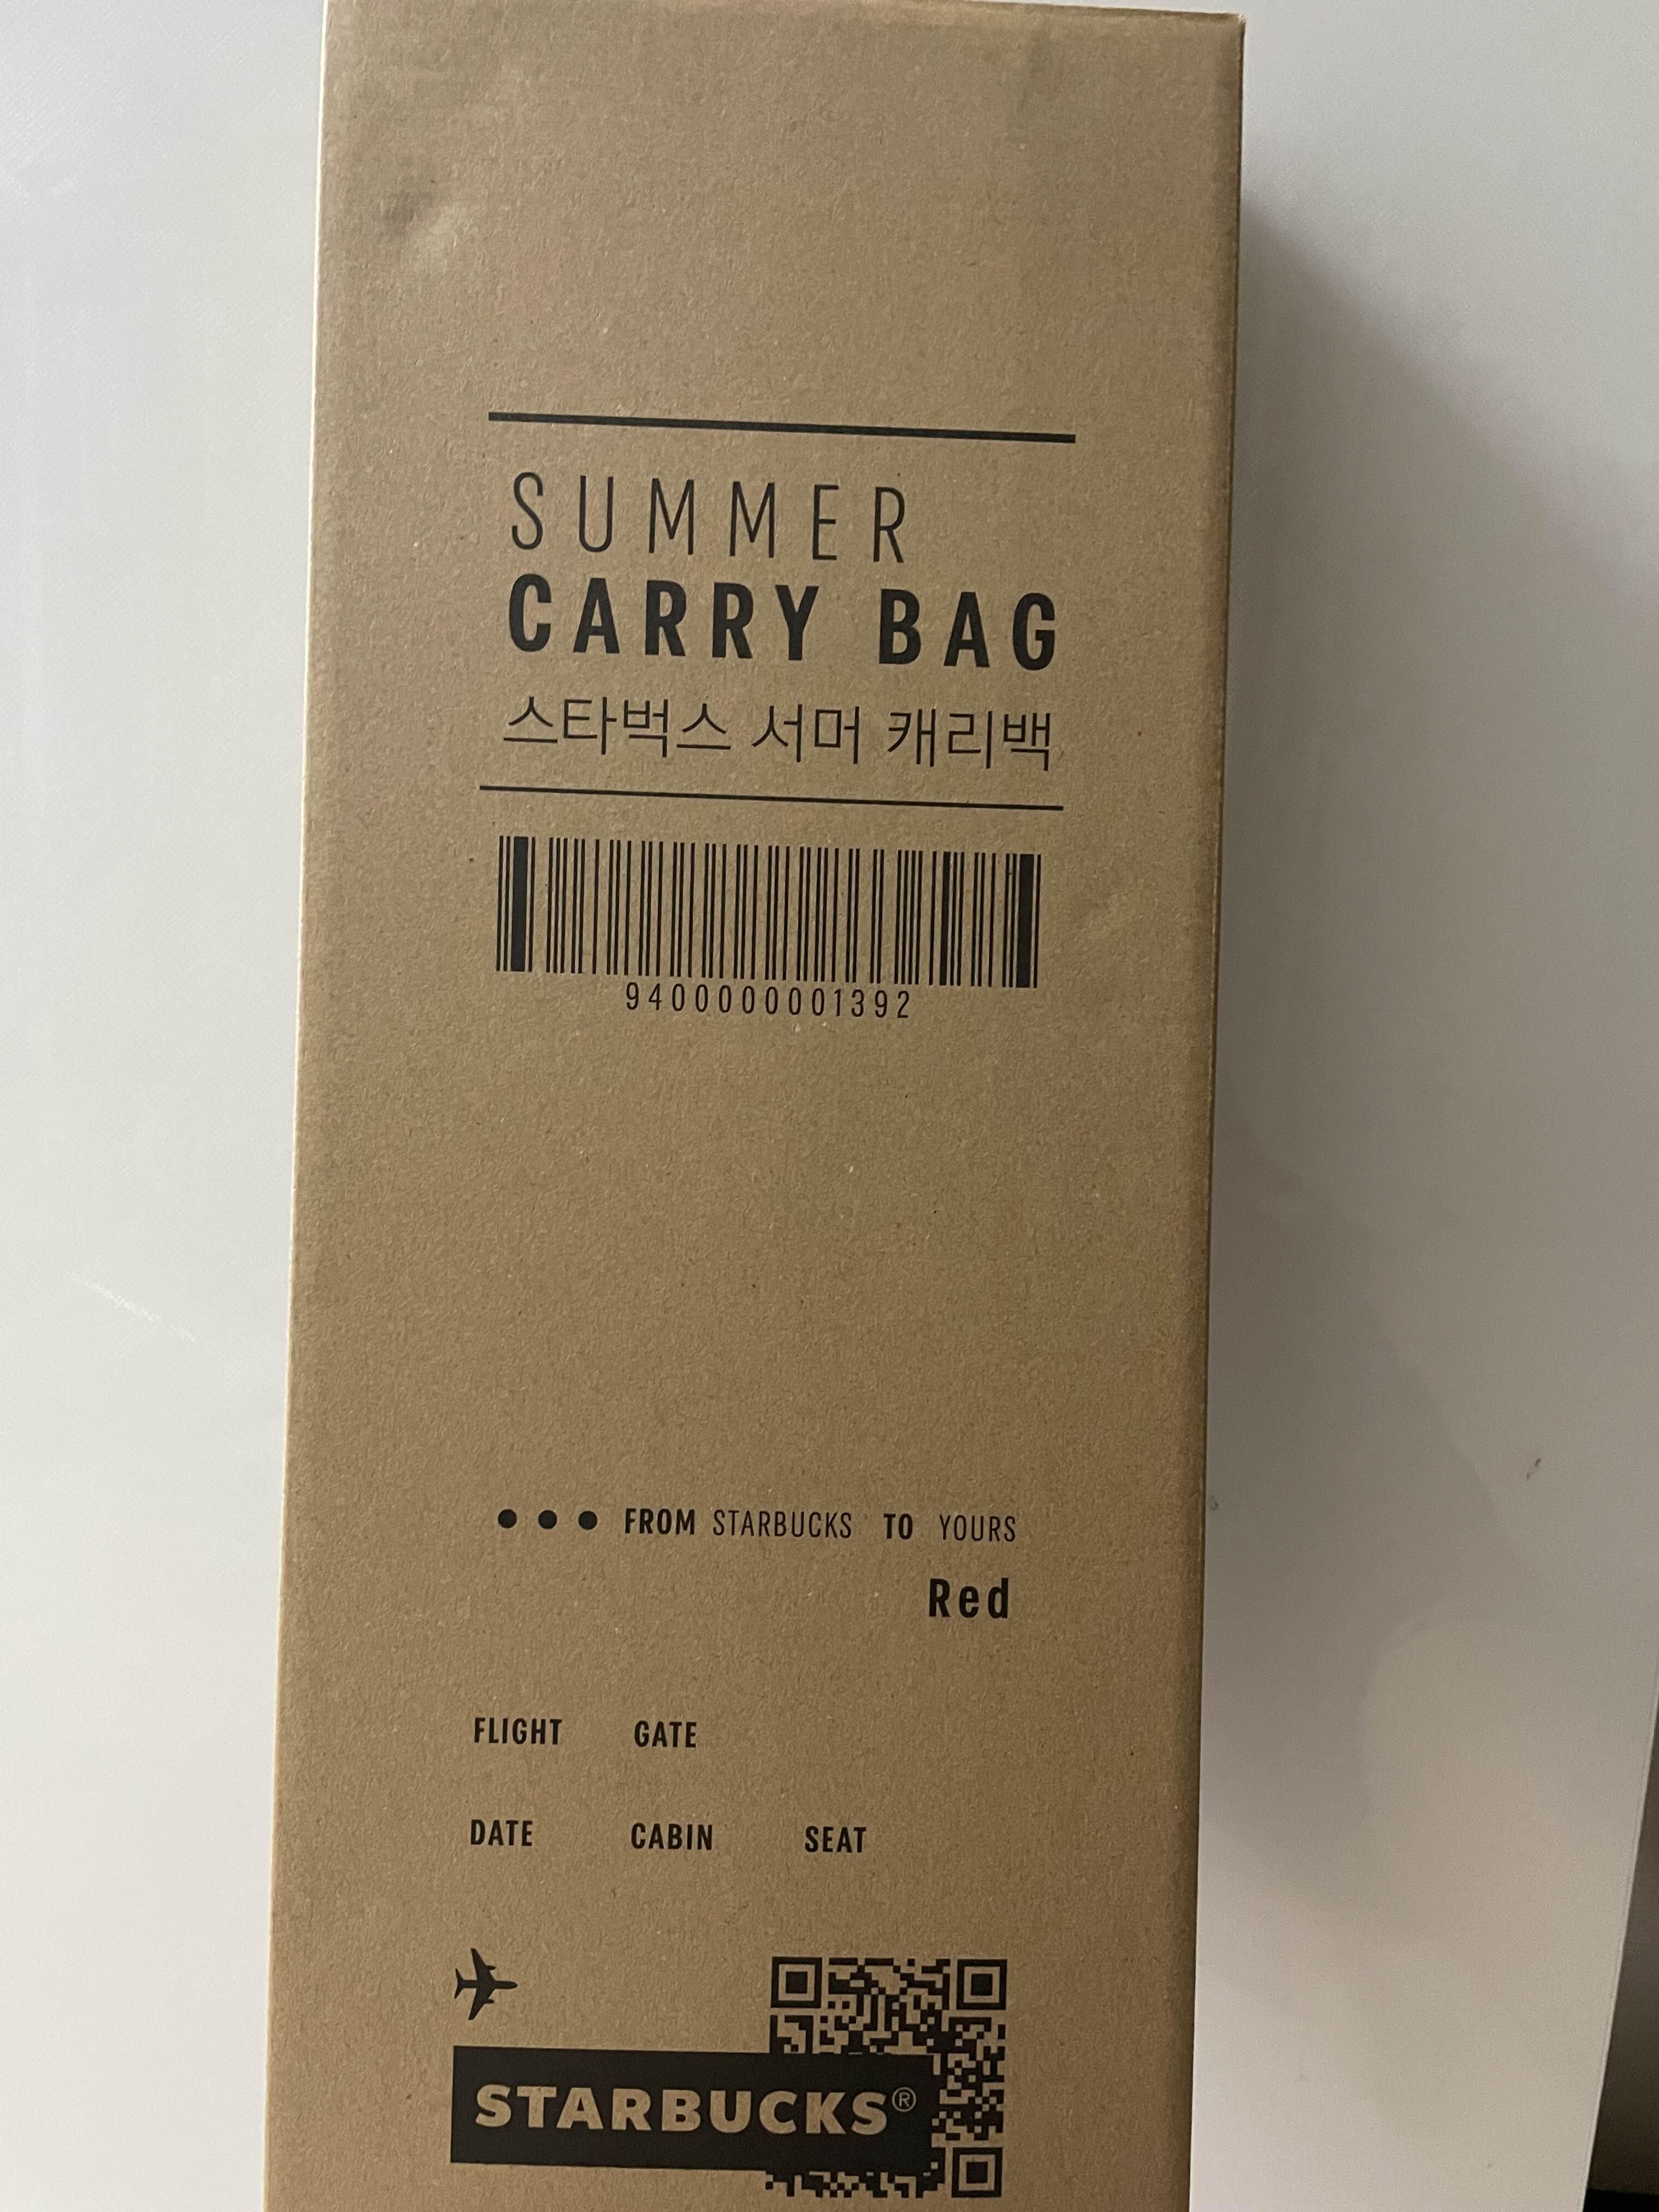 SUMMER
CARRY BAG
스타벅스 서머 캐리백
9400000001392
••• FROM STARBUCKS TO YOURS
Red
FLIGHT GATE
DATE CABIN SEAT
STARBUCKS®